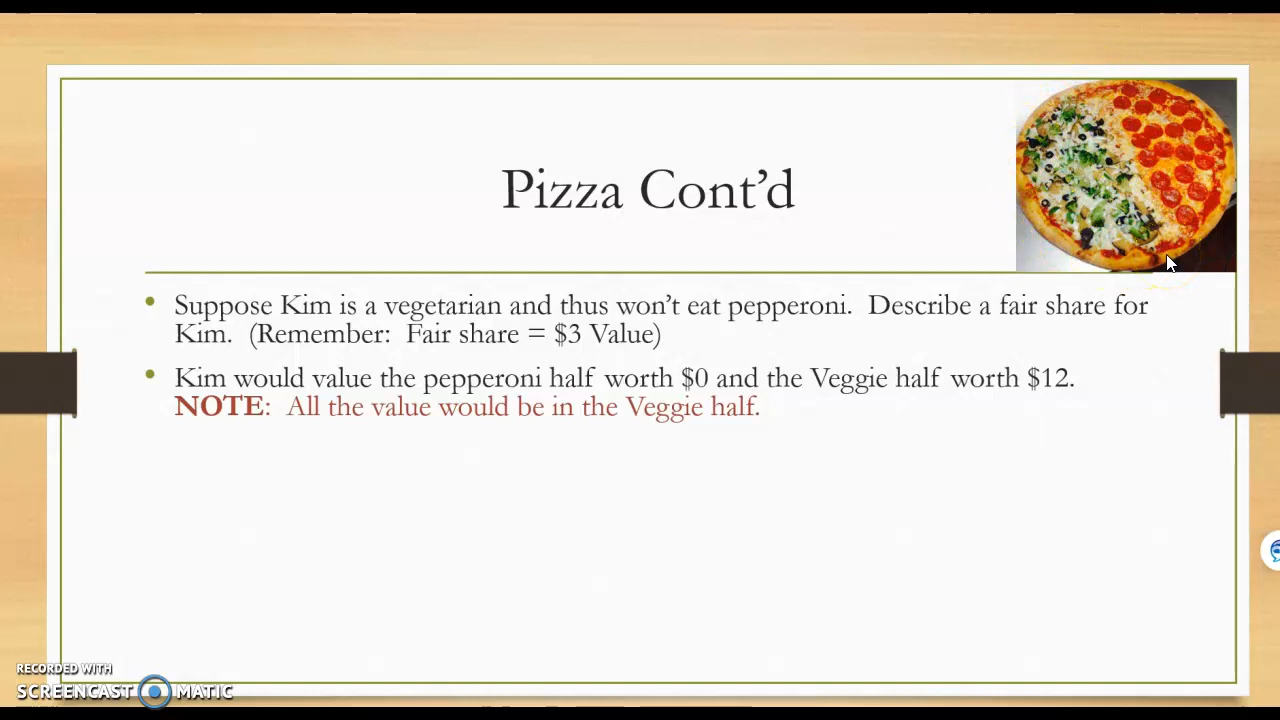 Pizza Cont’d
• Suppose Kim is a vegetarian and thus won’t eat pepperoni.  Describe a fair share for
Kim.  (Remember:  Fair share = $3 Value)
• Kim would value the pepperoni half worth $0 and the Veggie half worth $12.
NOTE:  All the value would be in the Veggie half.
RECORDED WITH
SCREENCAST MATIC